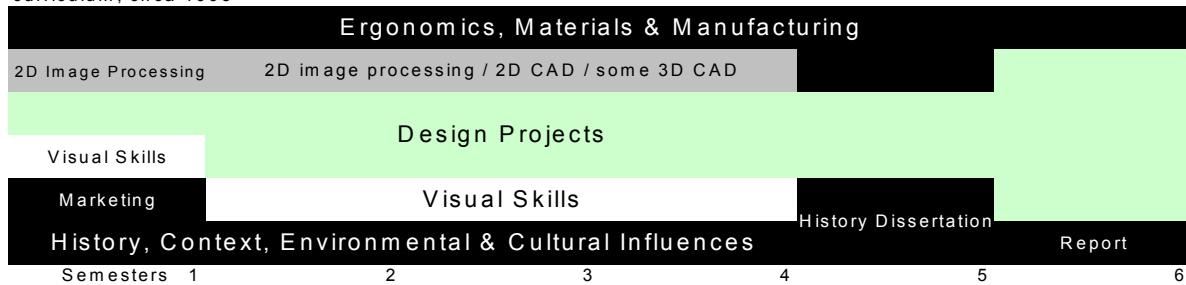 Ergonomics, Materials & Manufacturing
2D Image Processing 2D image processing / 2D CAD / some 3D CAD
Design Projects
Visual Skills
Marketing Visual Skills
History Dissertation
History, Context, Environmental & Cultural Influences Report
Semesters 1 2 3 4 5 6